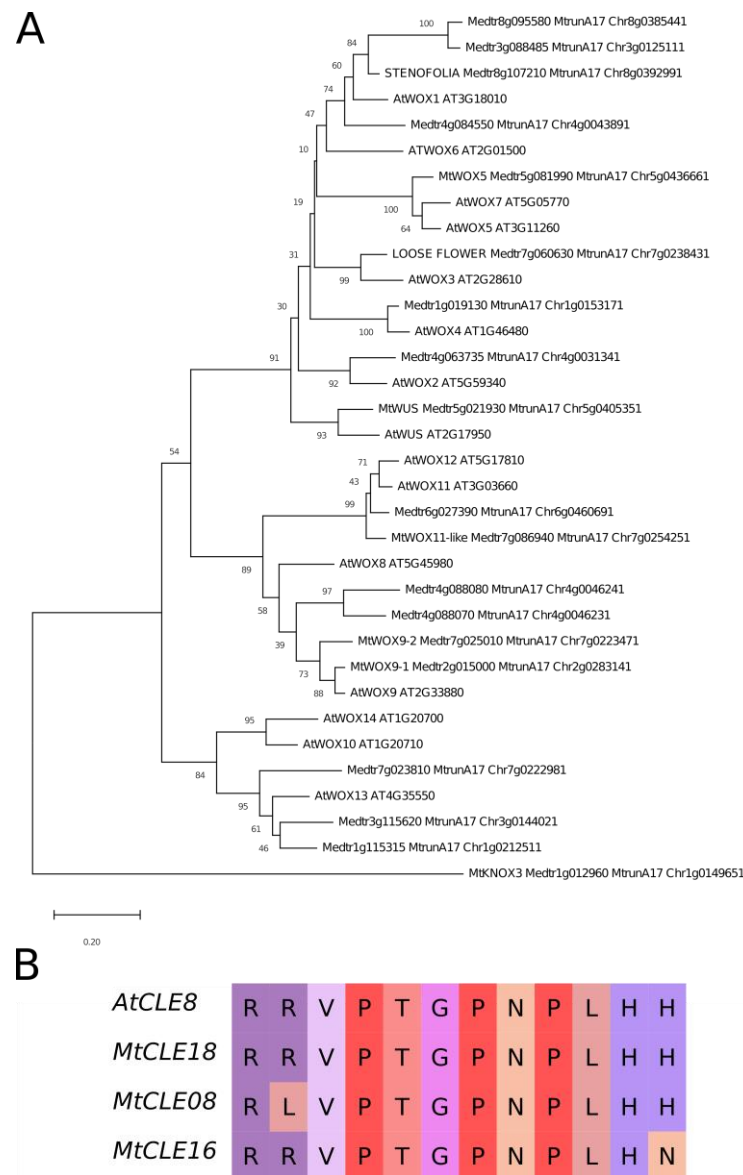 A
100
Medtr8g095580 MtrunA17 Chr8g0385441
84
Medtr3g088485 MtrunA17 Chr3g0125111
60
STENOFOLIA Medtr8g107210 MtrunA17 Chr8g0392991
74
AtWOX1 AT3G18010
47
Medtr4g084550 MtrunA17 Chr4g0043891
10
ATWOX6 AT2G01500
MtWOX5 Medtr5g081990 MtrunA17 Chr5g0436661
19
100
AtWOX7 AT5G05770
64
AtWOX5 AT3G11260
31
LOOSE FLOWER Medtr7g060630 MtrunA17 Chr7g0238431
99
AtWOX3 AT2G28610
30
Medtr1g019130 MtrunA17 Chr1g0153171
100
AtWOX4 AT1G46480
91
Medtr4g063735 MtrunA17 Chr4g0031341
92
AtWOX2 AT5G59340
MtWUS Medtr5g021930 MtrunA17 Chr5g0405351
93
AtWUS AT2G17950
54
71
AtWOX12 AT5G17810
43
AtWOX11 AT3G03660
99
Medtr6g027390 MtrunA17 Chr6g0460691
MtWOX11-like Medtr7g086940 MtrunA17 Chr7g0254251
89
AtWOX8 AT5G45980
97
Medtr4g088080 MtrunA17 Chr4g0046241
58
Medtr4g088070 MtrunA17 Chr4g0046231
39
MtWOX9-2 Medtr7g025010 MtrunA17 Chr7g0223471
73
MtWOX9-1 Medtr2g015000 MtrunA17 Chr2g0283141
88
AtWOX9 AT2G33880
95
AtWOX14 AT1G20700
AtWOX10 AT1G20710
84
Medtr7g023810 MtrunA17 Chr7g0222981
95
AtWOX13 AT4G35550
61
Medtr3g115620 MtrunA17 Chr3g0144021
46
Medtr1g115315 MtrunA17 Chr1g0212511
MtKNOX3 Medtr1g012960 MtrunA17 Chr1g0149651
0.20
B
AtCLE8 R R V P T G P N P L H H
MtCLE18 R R V P T G P N P L H H
MtCLE08 R L V P T G P N P L H H
MtCLE16 R R V P T G P N P L H N